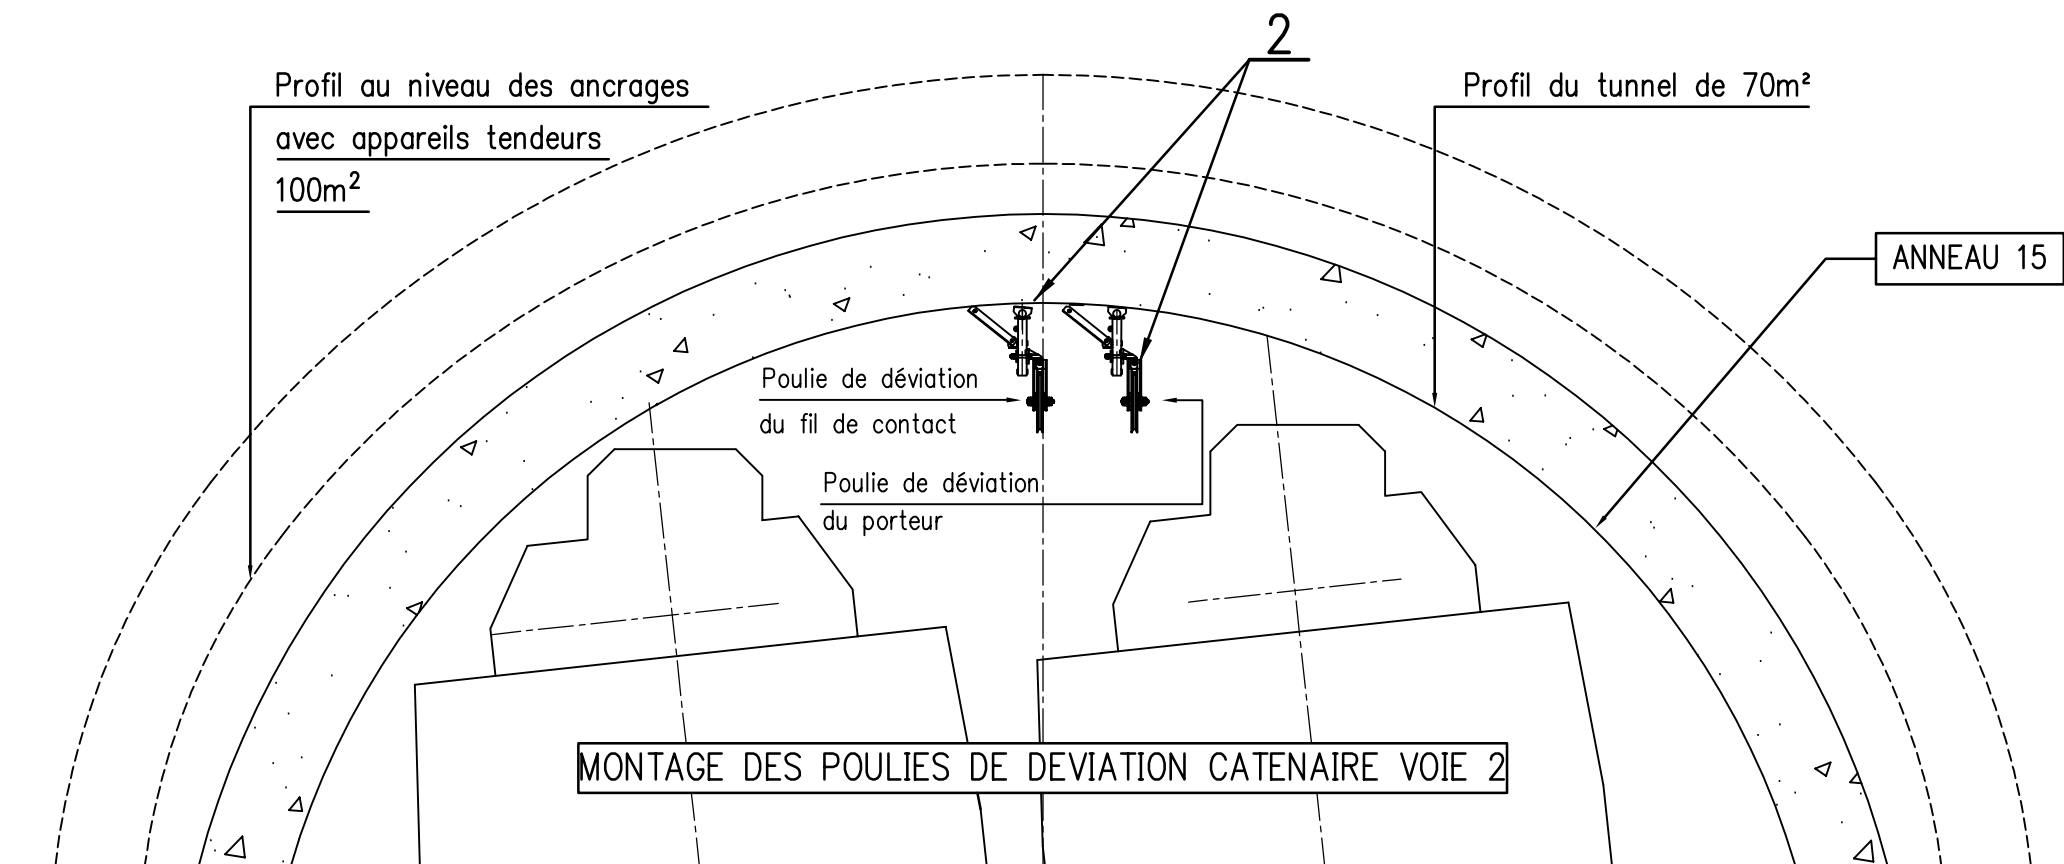 2
Profil au niveau des ancrages
avec appareils tendeurs
100m²
Profil du tunnel de 70m²
ANNEAU 15
Poulie de déviation
du fil de contact
Poulie de déviation
du porteur
MONTAGE DES POULIES DE DEVIATION CATENAIRE VOIE 2